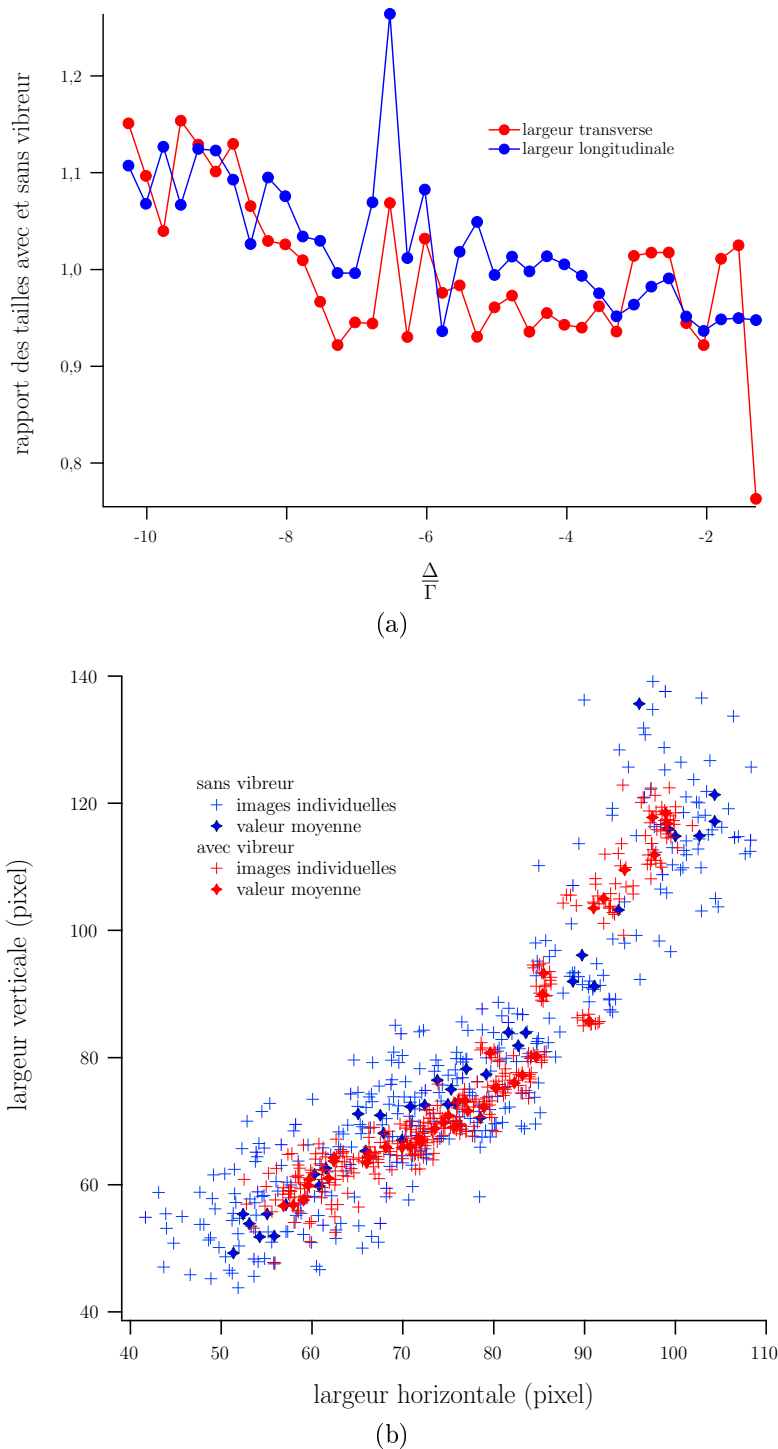 rapport des tailles avec et sans vibreur
1,2
1,1
1,0
0,9
0,8
largeur transverse
largeur longitudinale
-10
-8
-6
-4
-2
Δ
Γ
(a)
largeur verticale (pixel)
140
120
100
80
60
40
sans vibreur
images individuelles
valeur moyenne
avec vibreur
images individuelles
valeur moyenne
40
50
60
70
80
90
100
110
largeur horizontale (pixel)
(b)